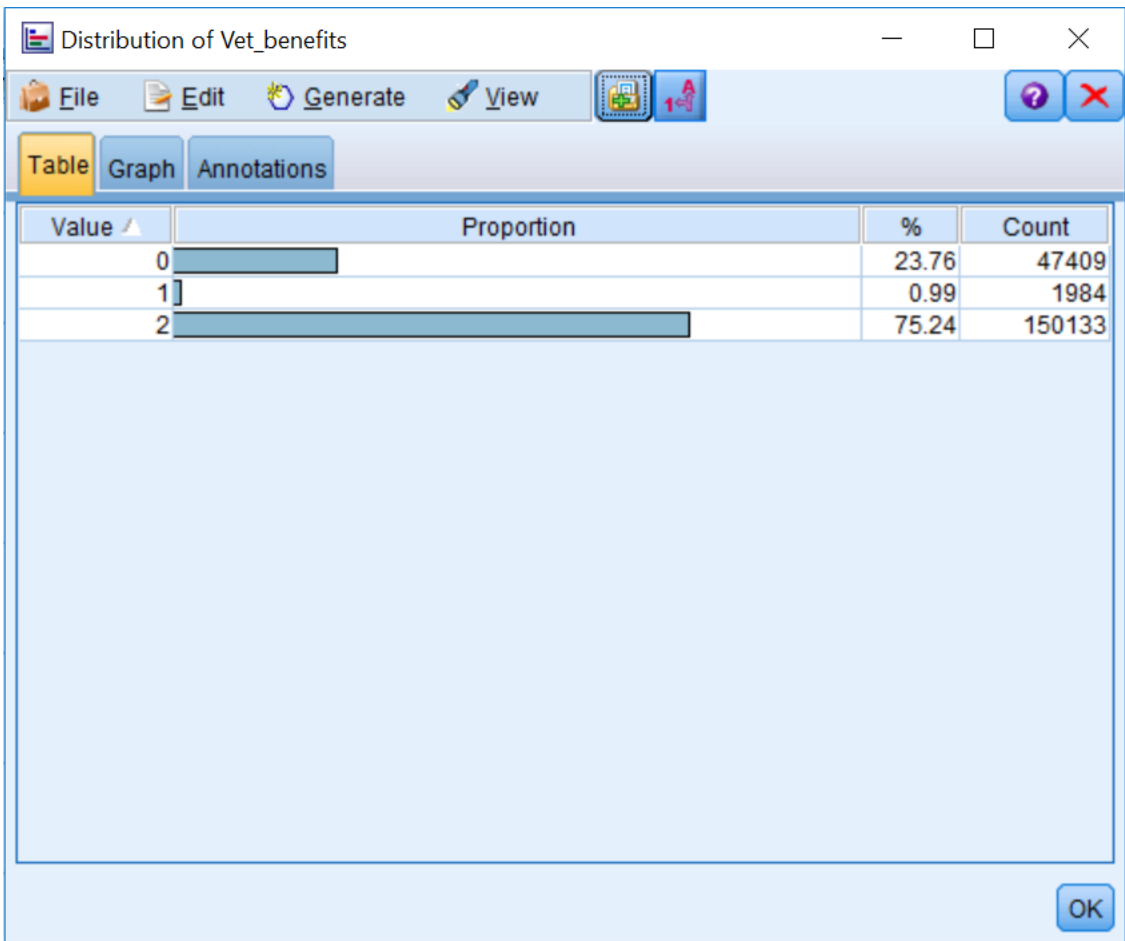 Distribution of Vet_benefits
File Edit Generate View
Table Graph Annotations
Value Proportion % Count
0 23.76 47409
1 0.99 1984
2 75.24 150133
OK